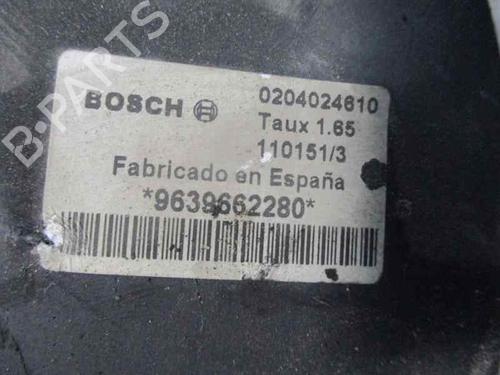 B-PARTS
BOSCH 0204024610
Taux 1.65
110151/3
Fabricado en España
*9639662280*